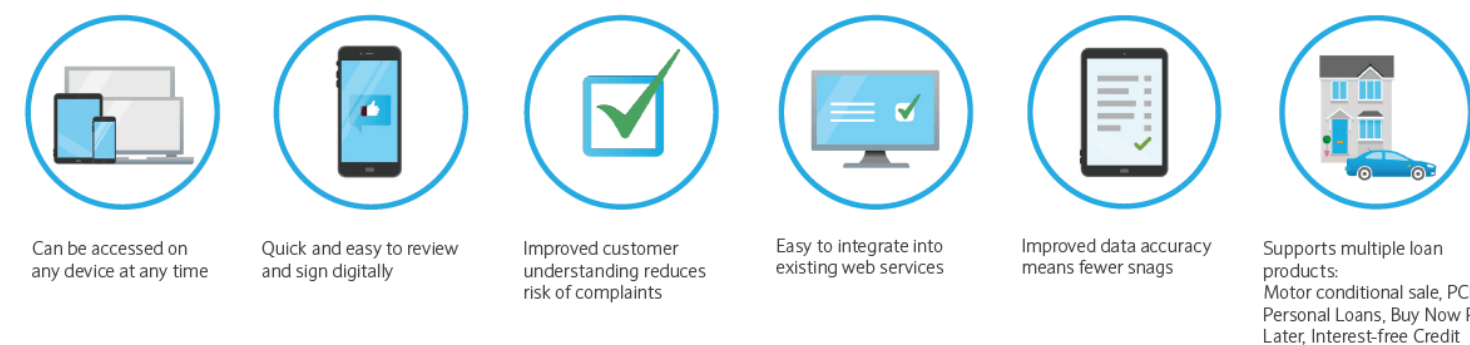 Can be accessed on
any device at any time
Quick and easy to review
and sign digitally
Improved customer
understanding reduces
risk of complaints
Easy to integrate into
existing web services
Improved data accuracy
means fewer snags
Supports multiple loan
products:
Motor conditional sale,
Personal Loans, Buy Now
Later, Interest-free Credit